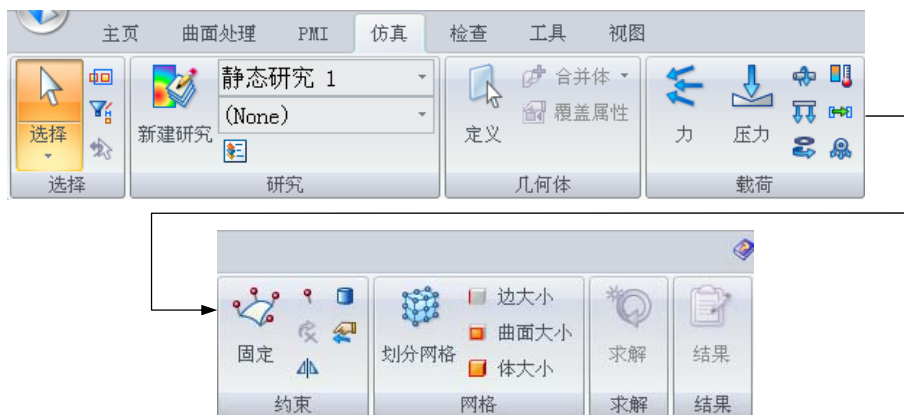 主页 曲面处理 PMI 仿真 检查 工具 视图
选择
新建研究
静态研究 1
(None)
定义
合并体
覆盖属性
力
压力
选择 研究 几何体 载荷
固定
划分网格
边大小
曲面大小
体大小
求解
结果
约束 网格 求解 结果